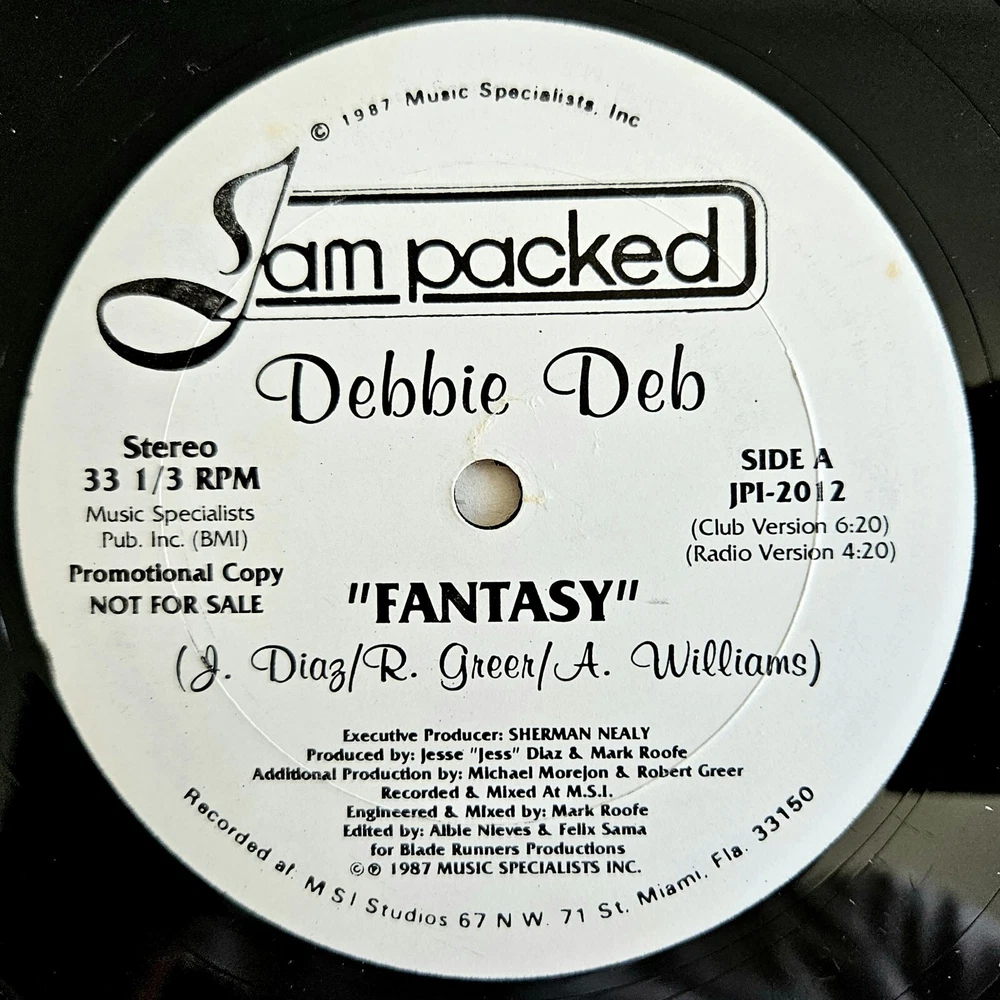 © 1987 Music Specialists, Inc
Jam packed
Debbie Deb
Stereo
33 1/3 RPM
Music Specialists
Pub. Inc. (BMI)
Promotional Copy
NOT FOR SALE
SIDE A
JPI-2012
(Club Version 6:20)
(Radio Version 4:20)
"FANTASY"
(J. Diaz/R. Greer/A. Williams)
Executive Producer: SHERMAN NEALY
Produced by: Jesse "Jess" Diaz & Mark Roofe
Additional Production by: Michael Morejon & Robert Greer
Recorded & Mixed At M.S.I.
Engineered & Mixed by: Mark Roofe
Edited by: Albie Nieves & Felix Sama
for Blade Runners Productions
©℗ 1987 MUSIC SPECIALISTS INC.
Recorded at M S I Studios 67 N W. 71 St. Miami, Fla. 33150